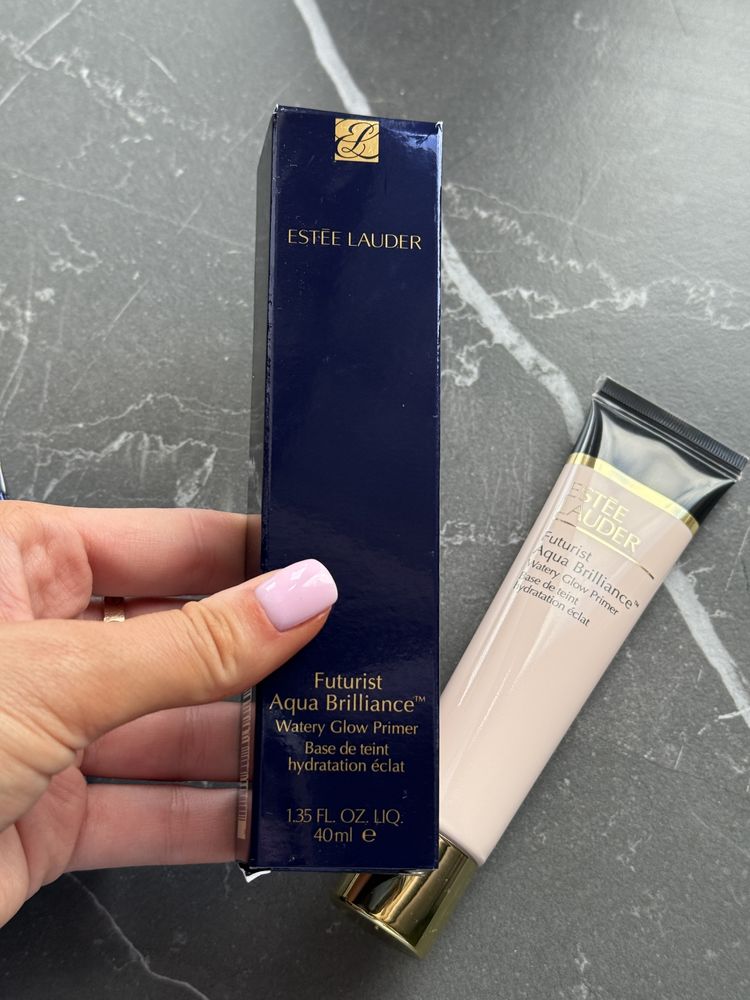 ESTĒE LAUDER
Futurist
Aqua Brilliance™
Watery Glow Primer
Base de teint
hydratation éclat
1.35 FL. OZ. LIQ.
40ml ℮
ESTĒE
LAUDER
Futurist
Aqua Brilliance™
Watery Glow Primer
Base de teint
hydratation éclat